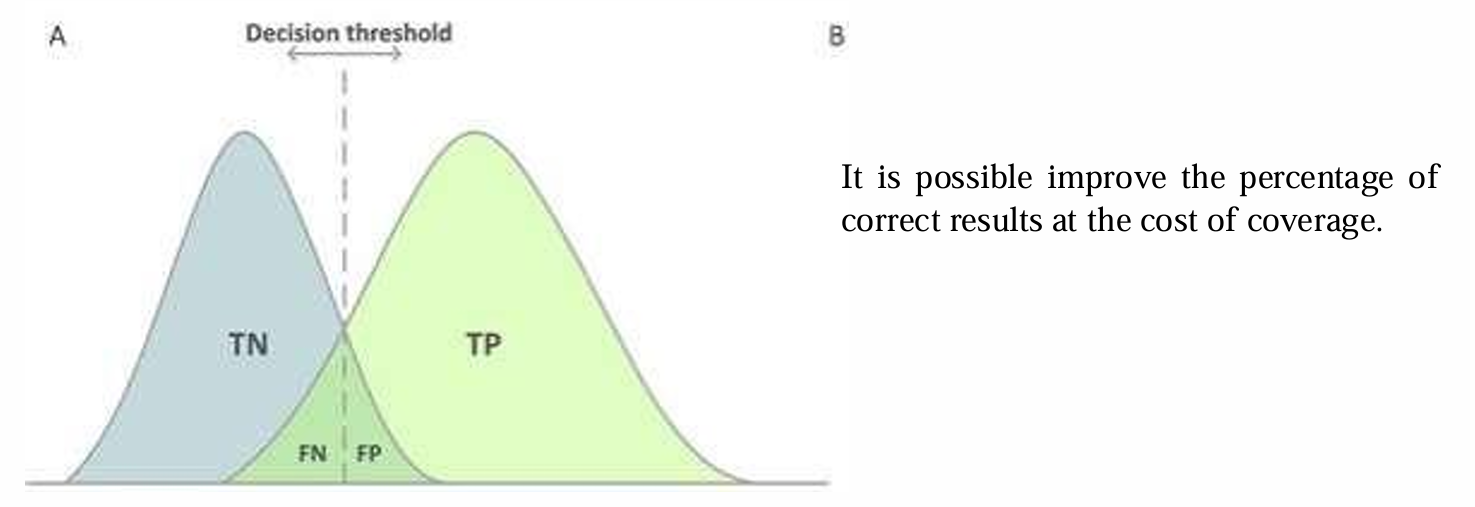 A
Decision threshold
B
It is possible improve the percentage of
correct results at the cost of coverage.
TN
TP
FN
FP